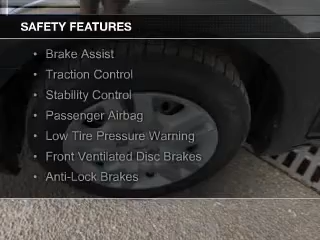 SAFETY FEATURES
• Brake Assist
• Traction Control
• Stability Control
• Passenger Airbag
• Low Tire Pressure Warning
• Front Ventilated Disc Brakes
• Anti-Lock Brakes